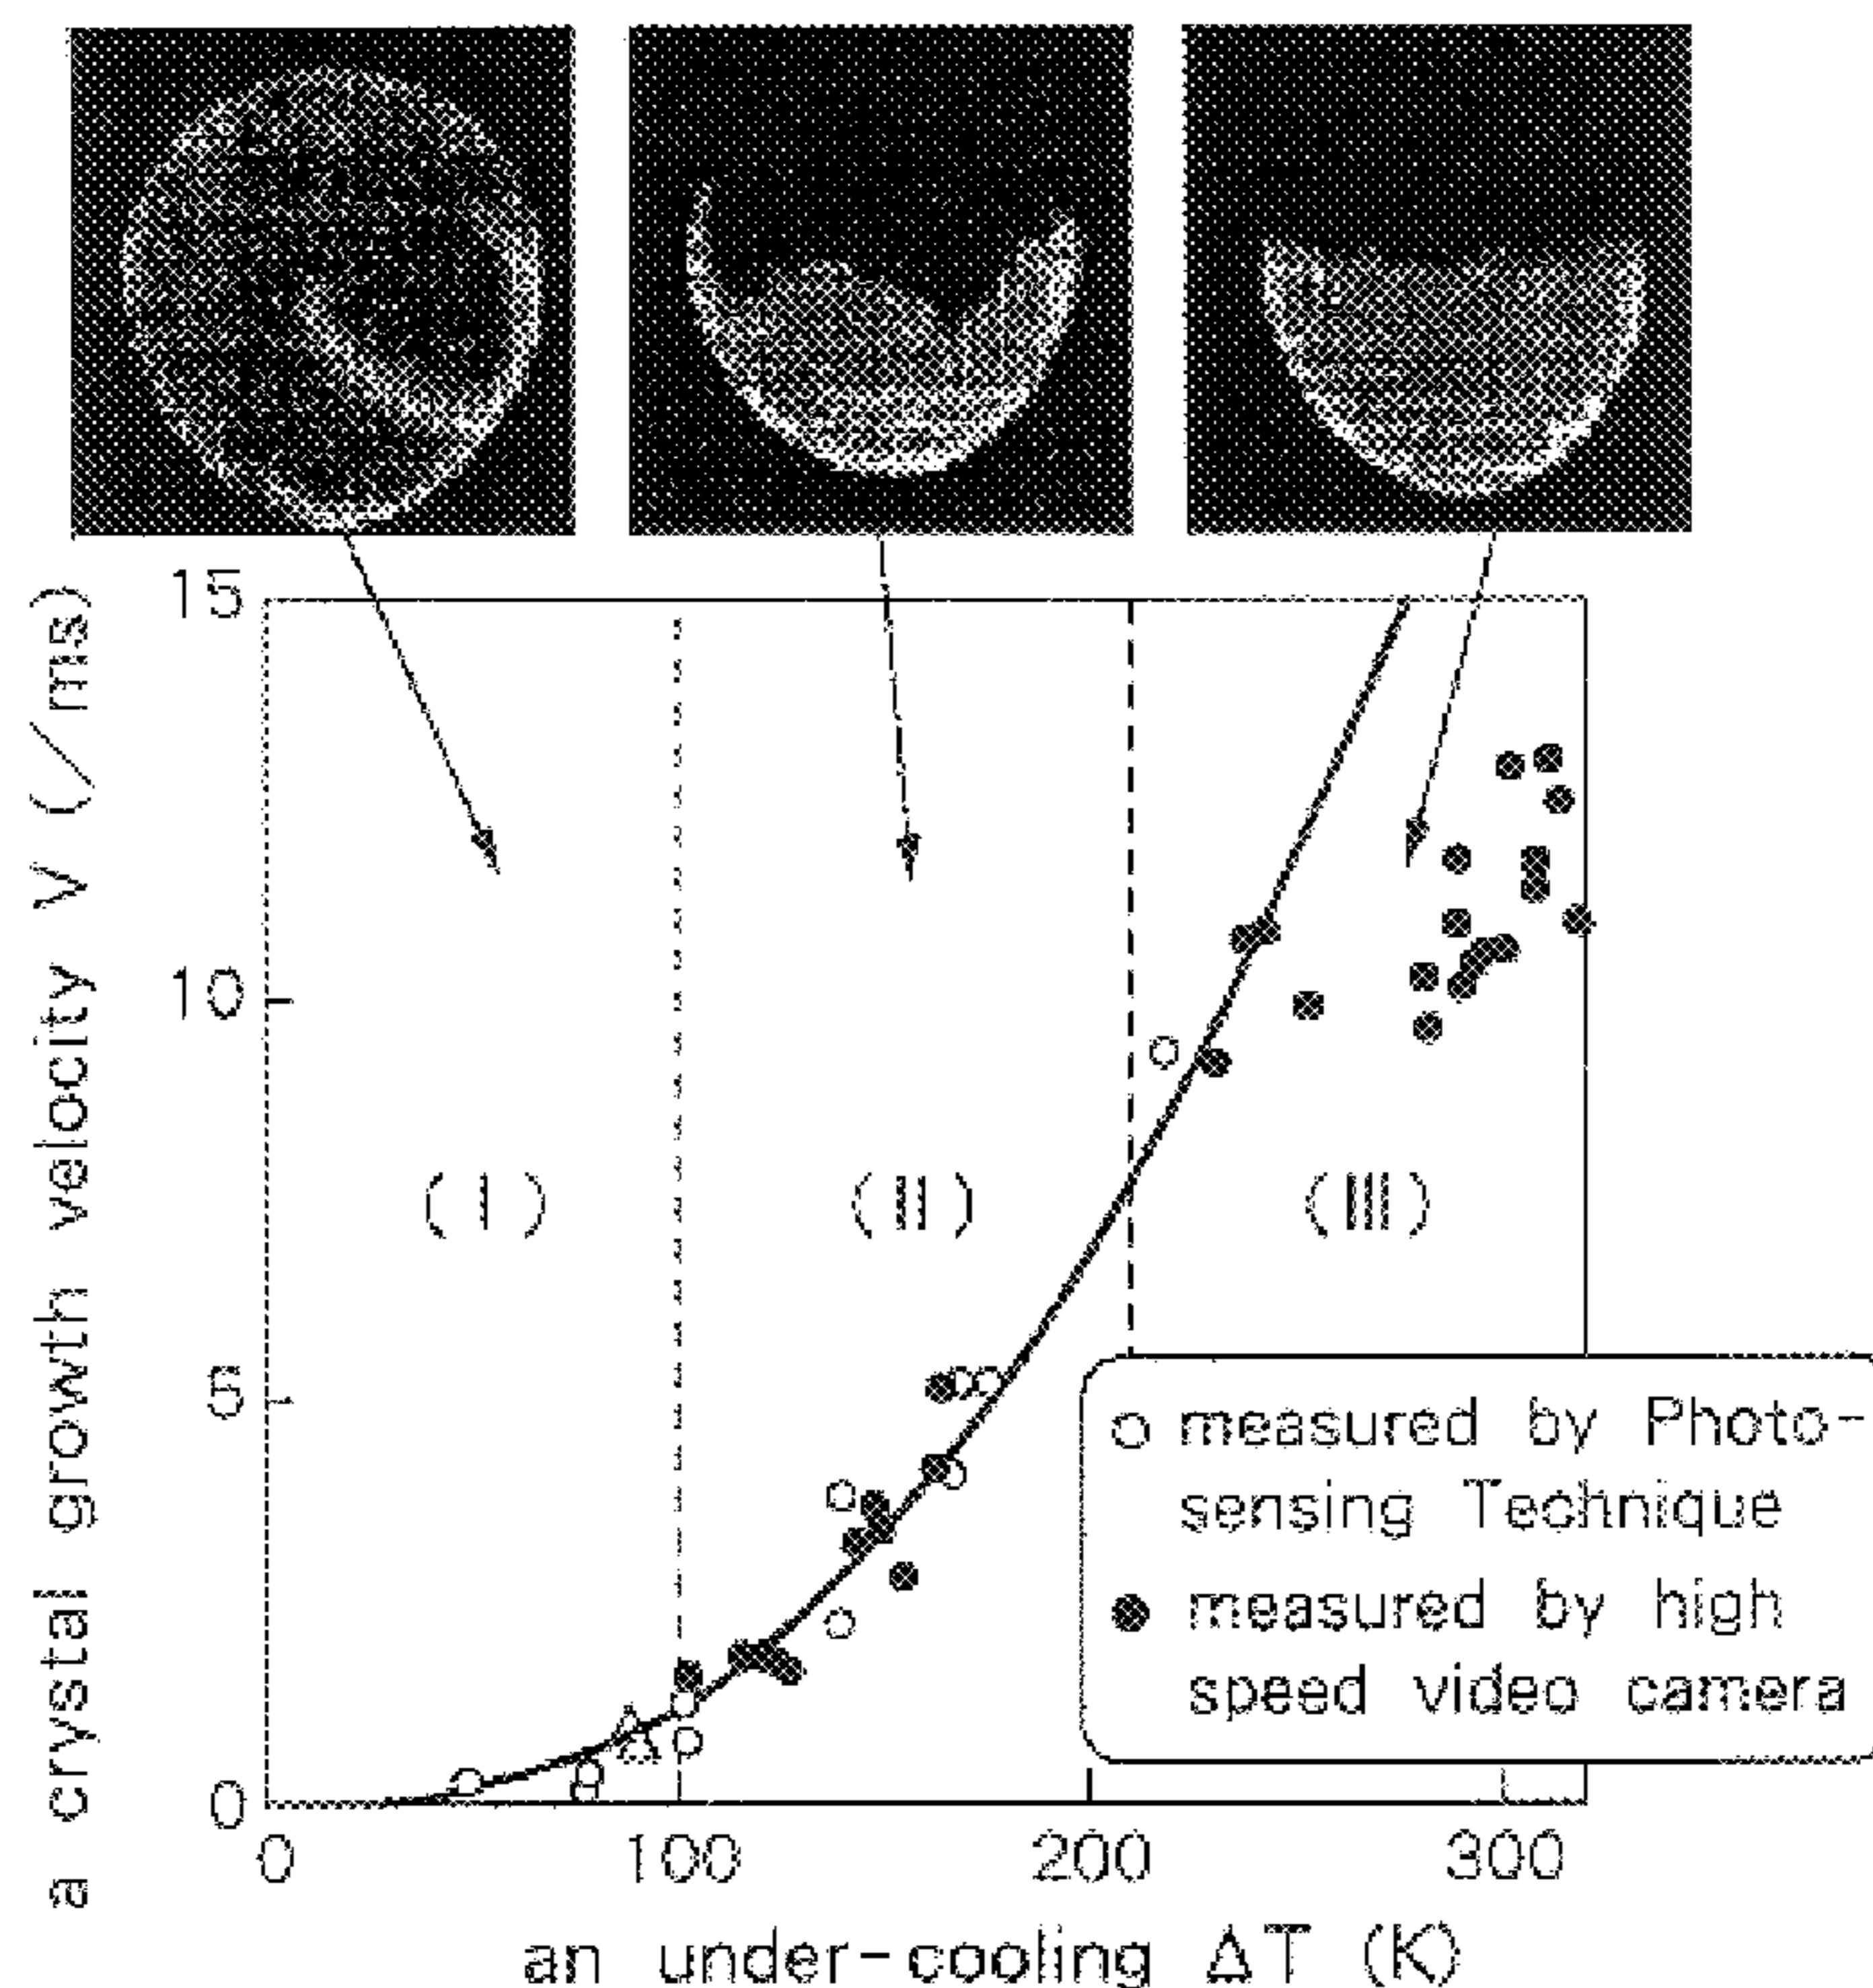 15
10
5
0
a crystal growth velocity V (/ms)
(I)
(II)
(III)
○ measured by Photo-
sensing Technique
● measured by high
speed video camera
0 100 200 300
an under-cooling ΔT (K)